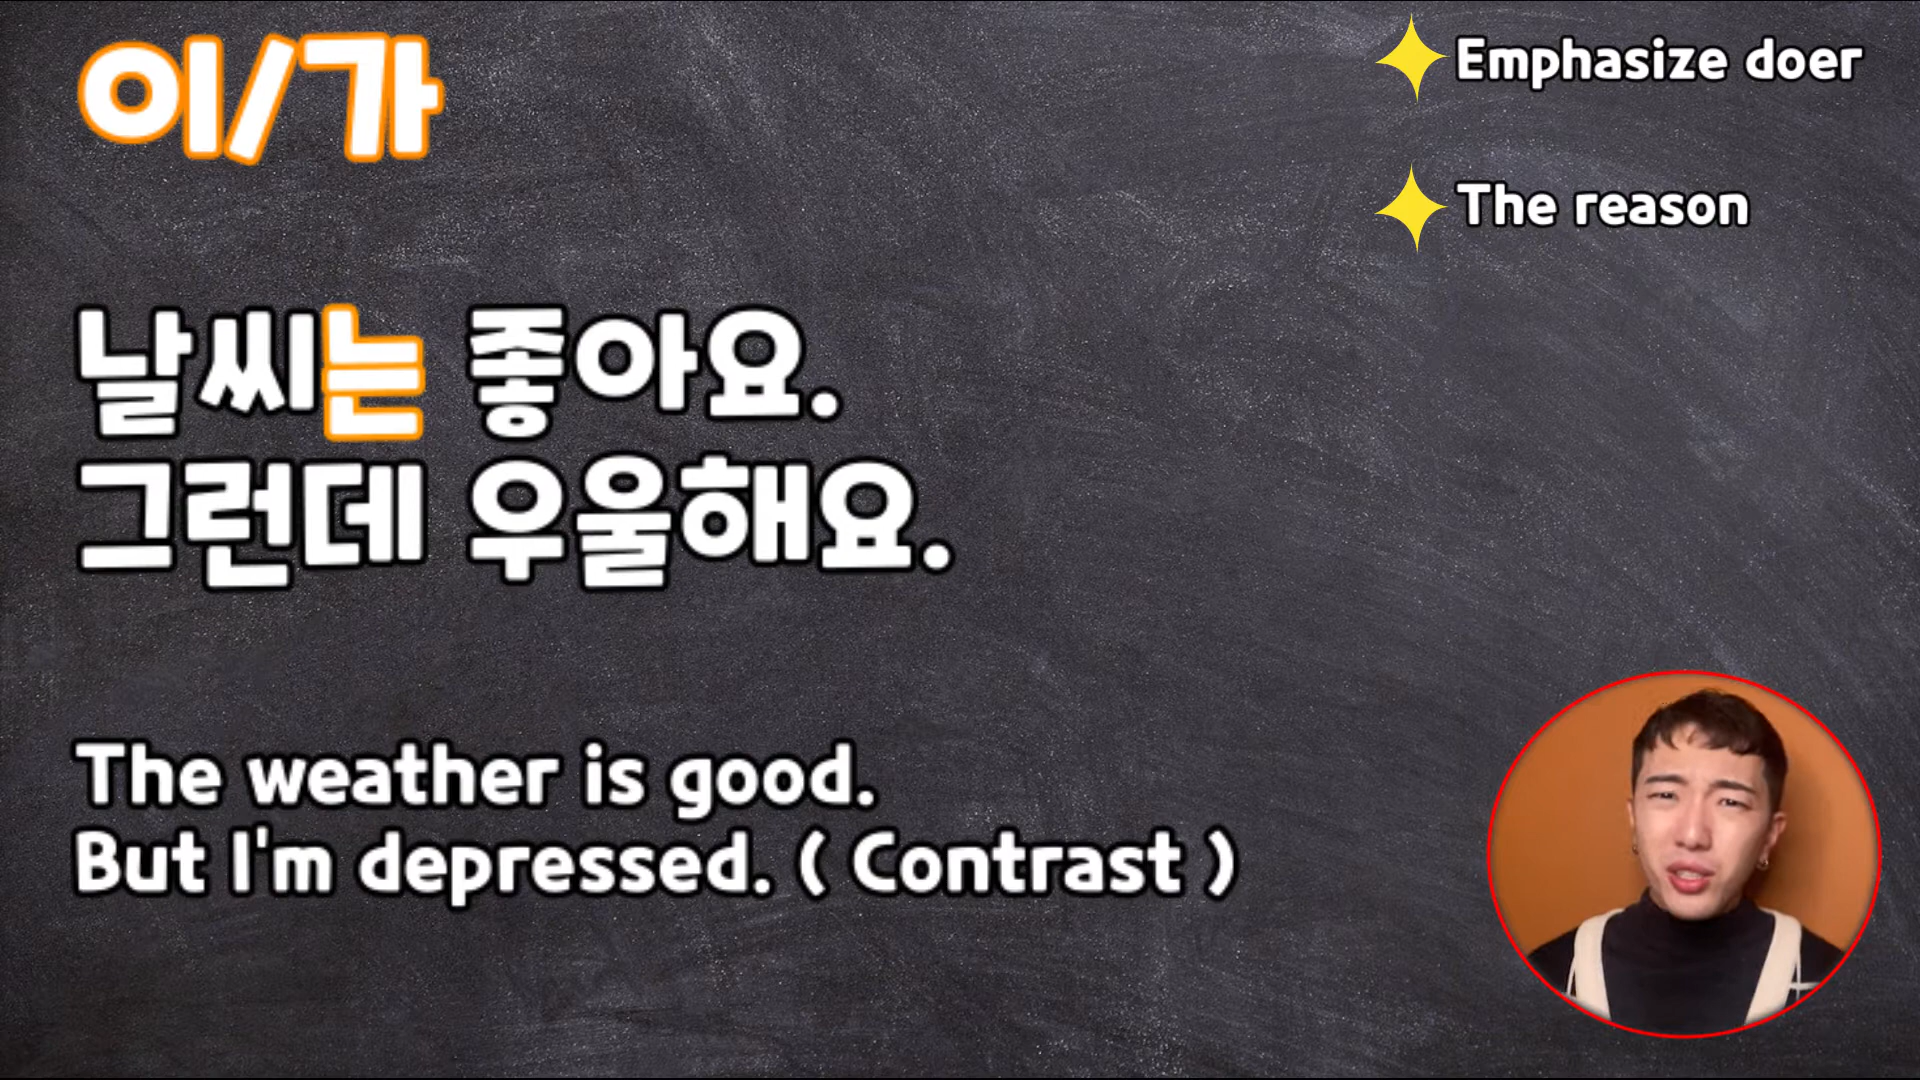 이/가
Emphasize doer
The reason
날씨는 좋아요.
그런데 우울해요.
The weather is good.
But I'm depressed. ( Contrast )